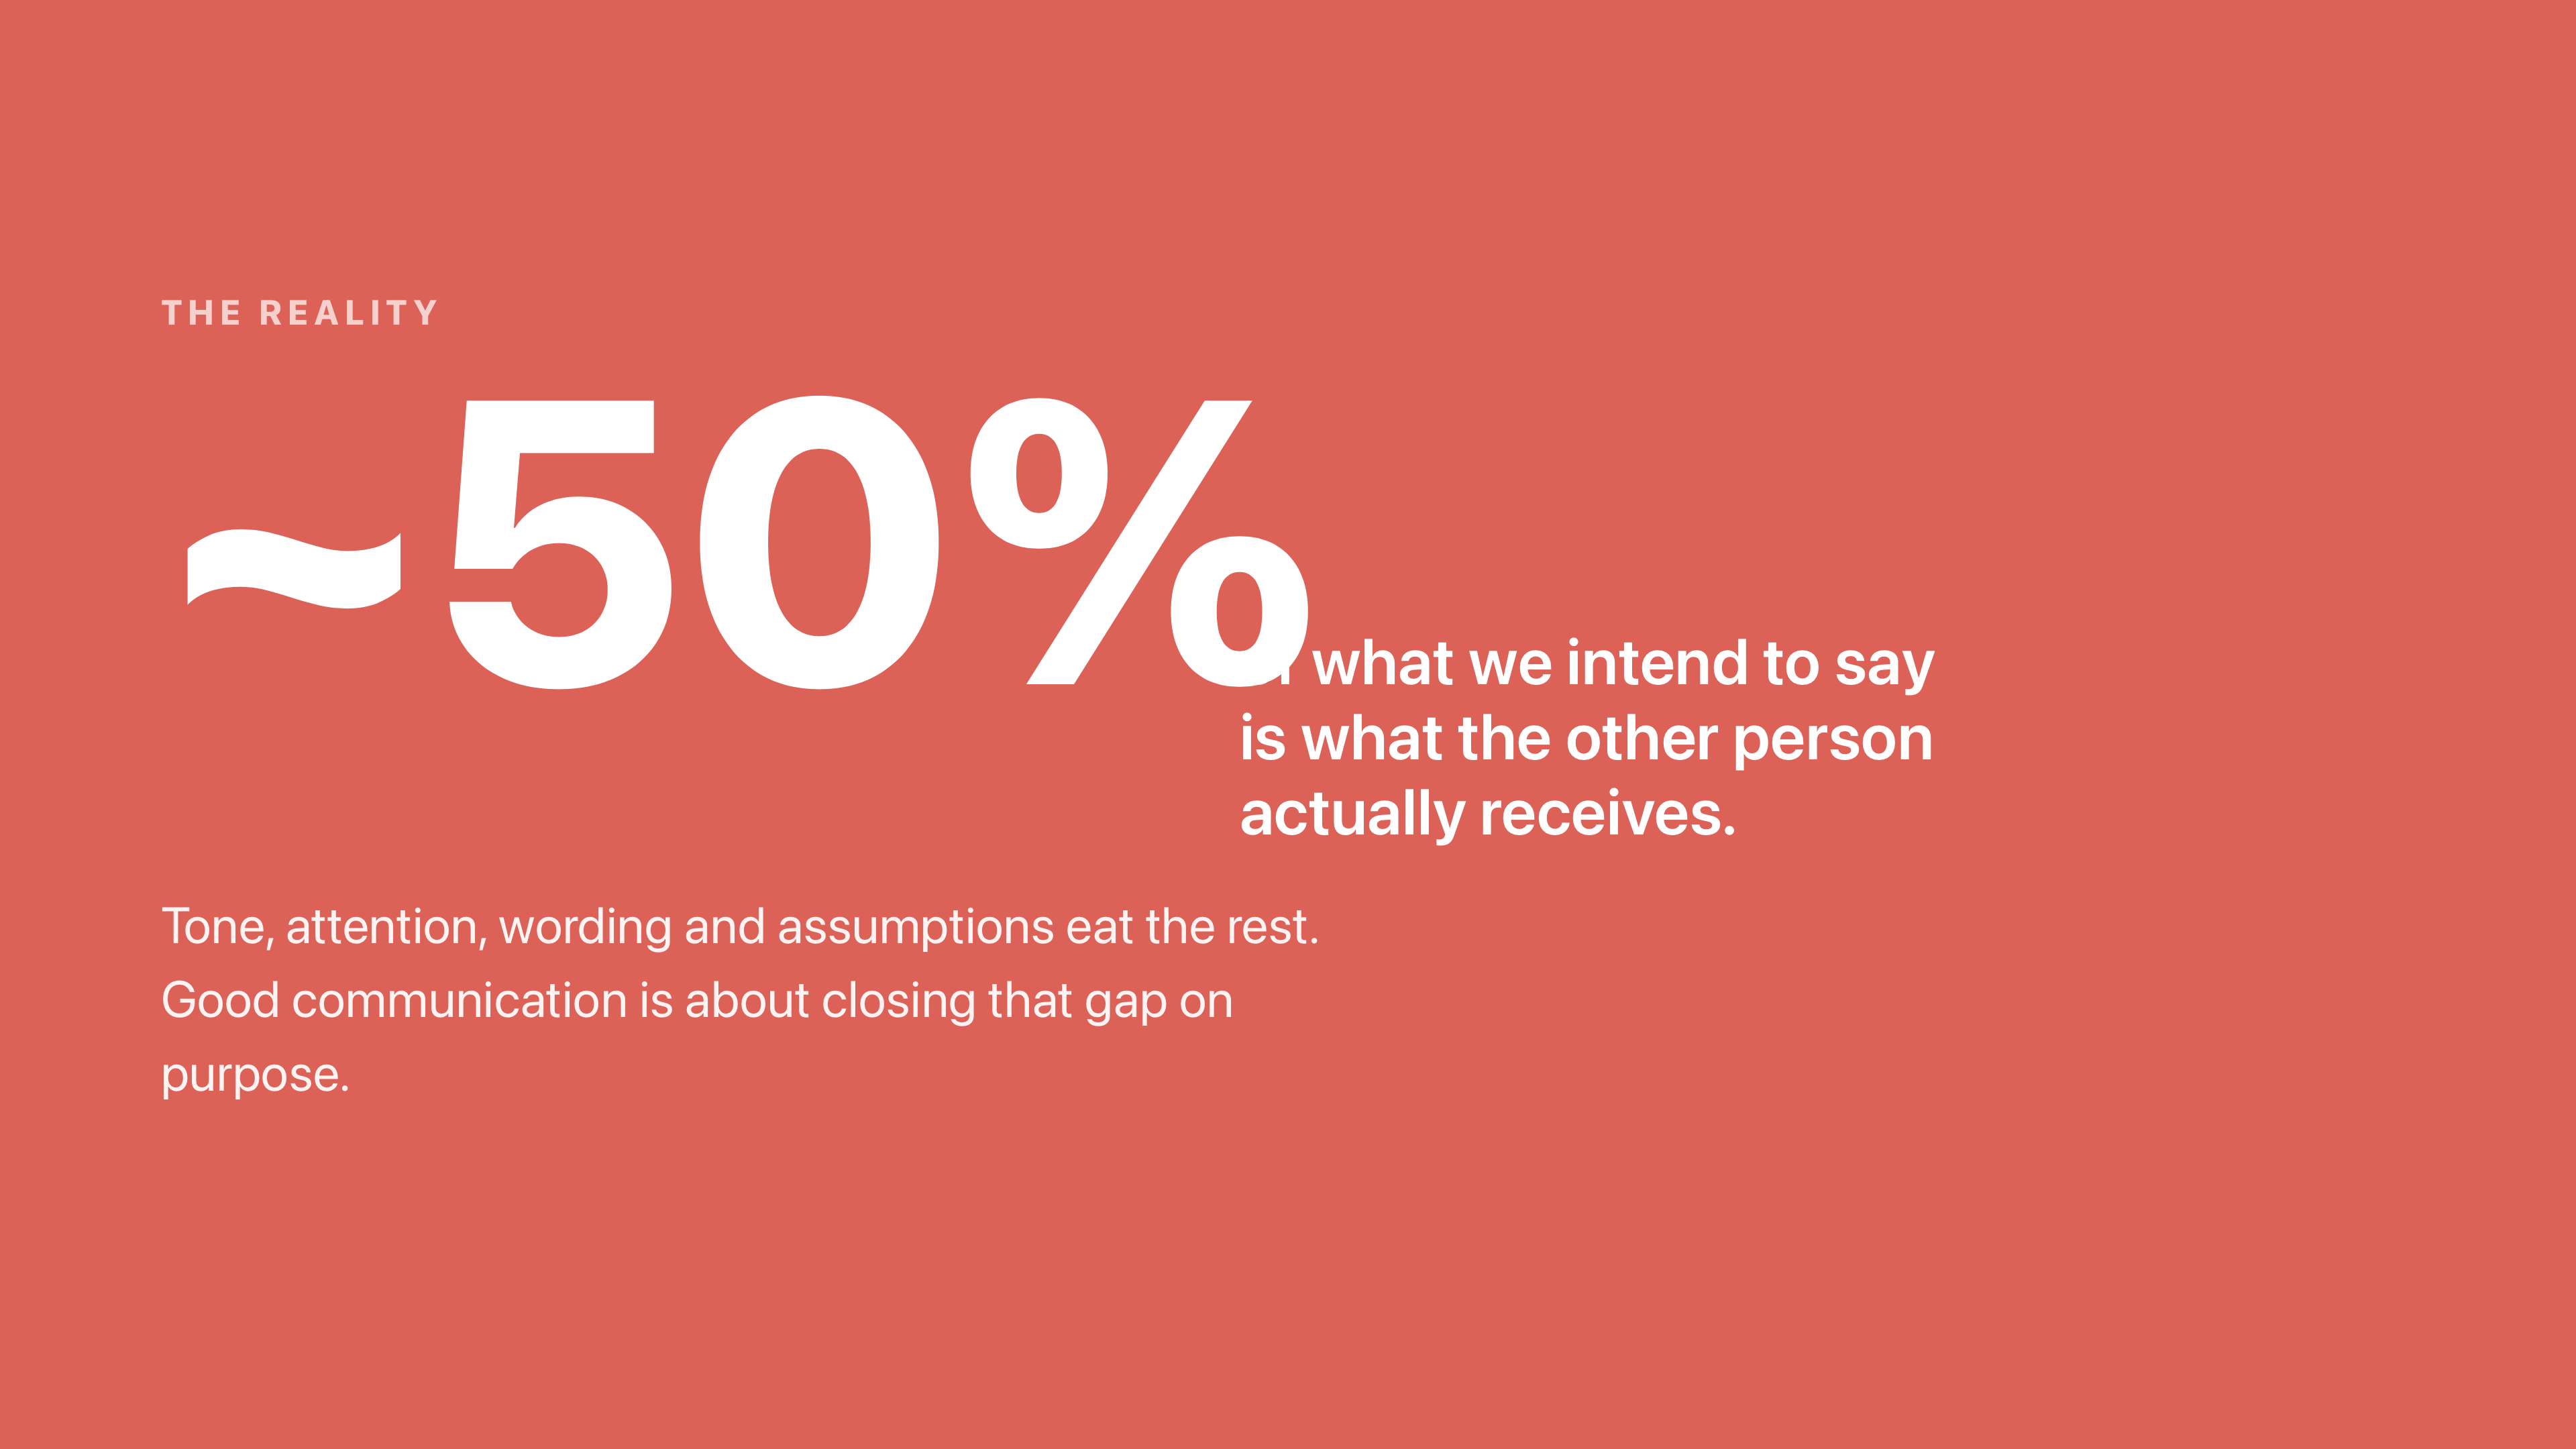 THE REALITY
~50%
what we intend to say
is what the other person
actually receives.
Tone, attention, wording and assumptions eat the rest.
Good communication is about closing that gap on
purpose.